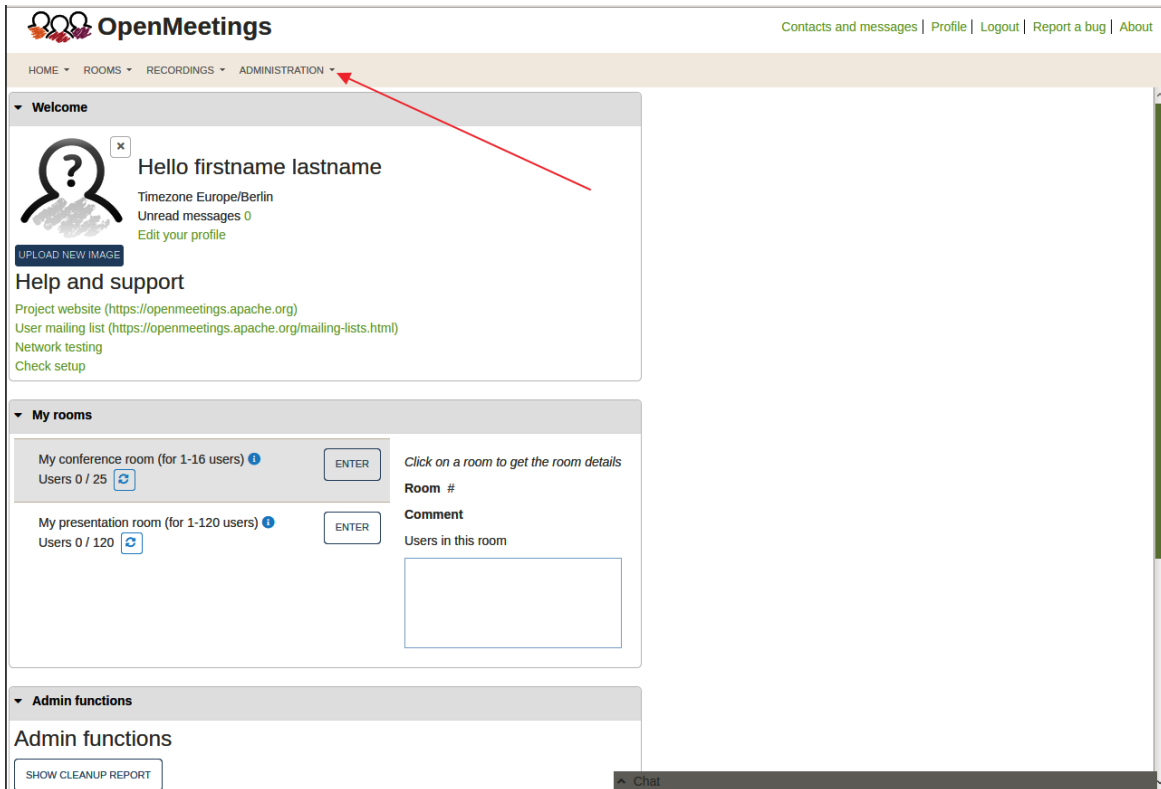 OpenMeetings
Contacts and messages | Profile | Logout | Report a bug | About
HOME ROOMS RECORDINGS ADMINISTRATION
Welcome
Hello firstname lastname
Timezone Europe/Berlin
Unread messages 0
Edit your profile
UPLOAD NEW IMAGE
Help and support
Project website (https://openmeetings.apache.org)
User mailing list (https://openmeetings.apache.org/mailing-lists.html)
Network testing
Check setup
My rooms
My conference room (for 1-16 users)
Users 0 / 25
ENTER
My presentation room (for 1-120 users)
Users 0 / 120
ENTER
Click on a room to get the room details
Room #
Comment
Users in this room
Admin functions
Admin functions
SHOW CLEANUP REPORT
Chat